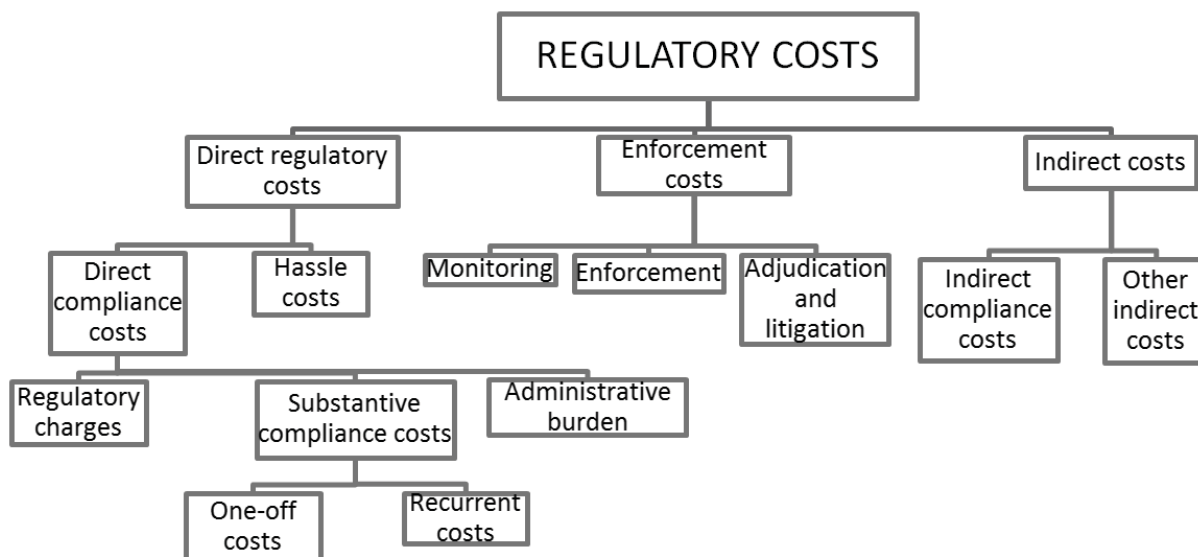 REGULATORY COSTS
Direct regulatory
costs
Enforcement
costs
Indirect costs
Direct
compliance
costs
Hassle
costs
Monitoring
Enforcement
Adjudication
and
litigation
Indirect
compliance
costs
Other
indirect
costs
Regulatory
charges
Substantive
compliance costs
Administrative
burden
One-off
costs
Recurrent
costs